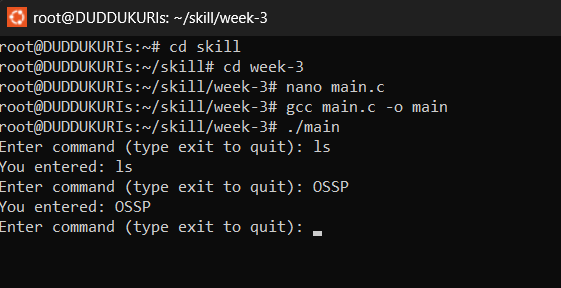 root@DUDDUKURIs: ~/skill/week-3
root@DUDDUKURIs:~# cd skill
root@DUDDUKURIs:~/skill# cd week-3
root@DUDDUKURIs:~/skill/week-3# nano main.c
root@DUDDUKURIs:~/skill/week-3# gcc main.c -o main
root@DUDDUKURIs:~/skill/week-3# ./main
Enter command (type exit to quit): ls
You entered: ls
Enter command (type exit to quit): OSSP
You entered: OSSP
Enter command (type exit to quit):